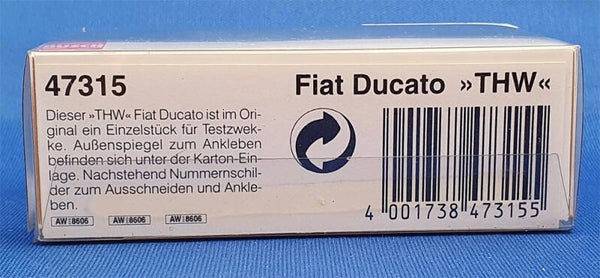 47315
Fiat Ducato »THW«
Dieser »THW« Fiat Ducato ist im Ori-
ginal ein Einzelstück für Testzwek-
ke. Außenspiegel zum Ankleben
befinden sich unter der Karton-Ein-
lage. Nachstehend Nummernschil-
der zum Ausschneiden und Ankle-
ben.
AW 8606 AW 8606 AW 8606
4 001738 473155